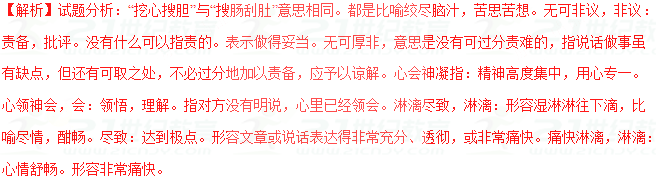 【解析】试题分析：“挖心搜胆”与“搜肠刮肚”意思相同。都是比喻绞尽脑汁，苦思苦想。无可非议，非议：
责备，批评。没有什么可以指责的。表示做得妥当。无可厚非，意思是没有可过分责难的，指说话做事虽
有缺点，但还有可取之处，不必过分地加以责备，应予以谅解。心会神凝指：精神高度集中，用心专一。
心领神会，会：领悟，理解。指对方没有明说，心里已经领会。淋漓尽致，淋漓：形容湿淋淋往下滴，比
喻尽情，酣畅。尽致：达到极点。形容文章或说话表达得非常充分、透彻，或非常痛快。痛快淋漓，淋漓：
心情舒畅。形容非常痛快。